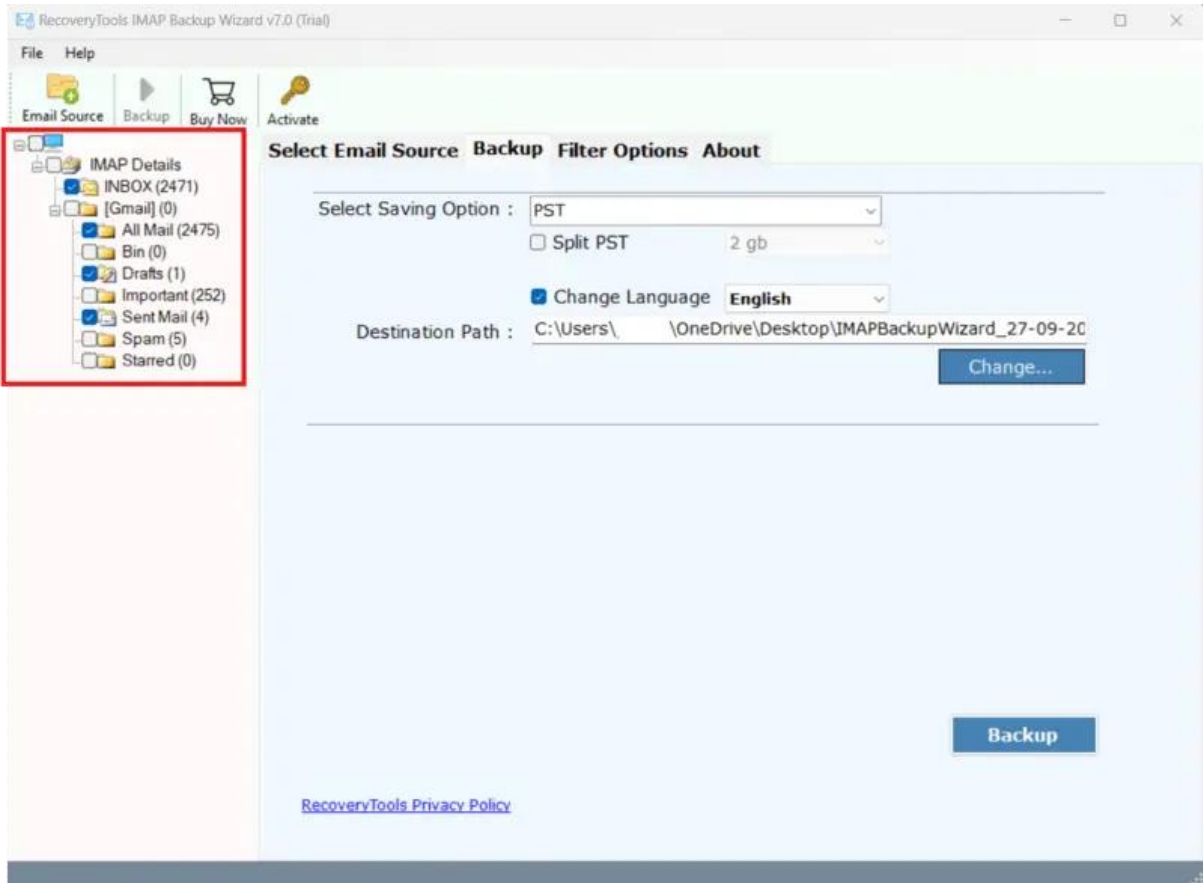 RecoveryTools IMAP Backup Wizard v7.0 (Trial)
File Help
Email Source Backup Buy Now Activate
IMAP Details
INBOX (2471)
[Gmail] (0)
All Mail (2475)
Bin (0)
Drafts (1)
Important (252)
Sent Mail (4)
Spam (5)
Starred (0)
Select Email Source Backup Filter Options About
Select Saving Option : PST
Split PST 2 gb
Change Language English
Destination Path : C:\Users\ \OneDrive\Desktop\IMAPBackupWizard_27-09-20
Change...
Backup
RecoveryTools Privacy Policy